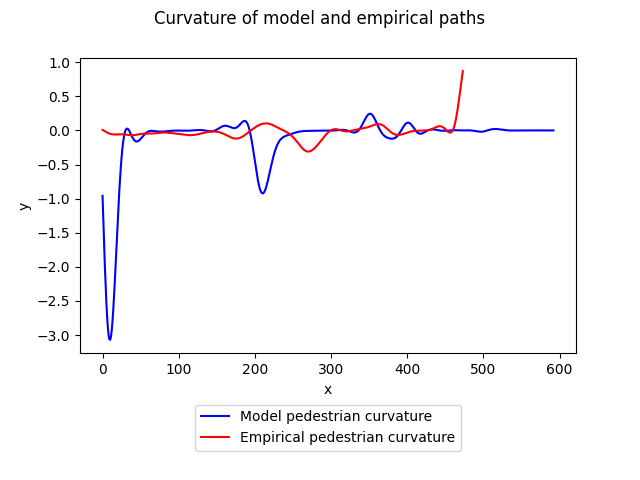 Curvature of model and empirical paths
1.0
0.5
0.0
−0.5
−1.0
−1.5
−2.0
−2.5
−3.0
y
0 100 200 300 400 500 600
x
Model pedestrian curvature
Empirical pedestrian curvature